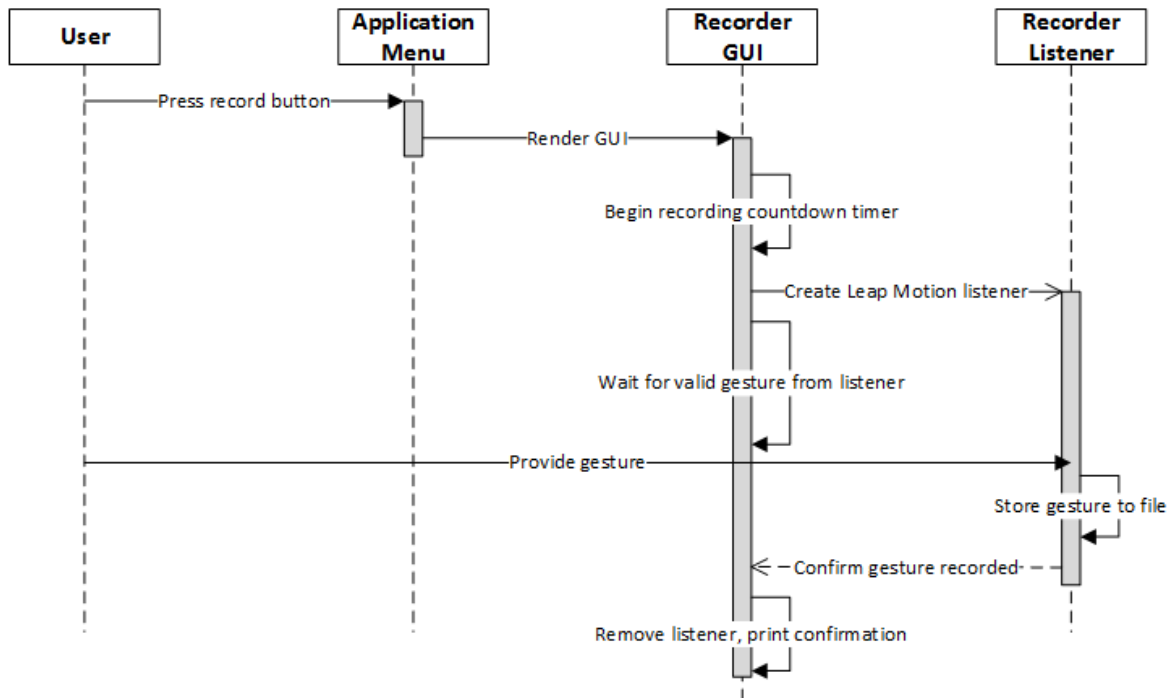 User
Application
Menu
Recorder
GUI
Recorder
Listener
Press record button
Render GUI
Begin recording countdown timer
Create Leap Motion listener
Wait for valid gesture from listener
Provide gesture
Store gesture to file
Confirm gesture recorded
Remove listener, print confirmation